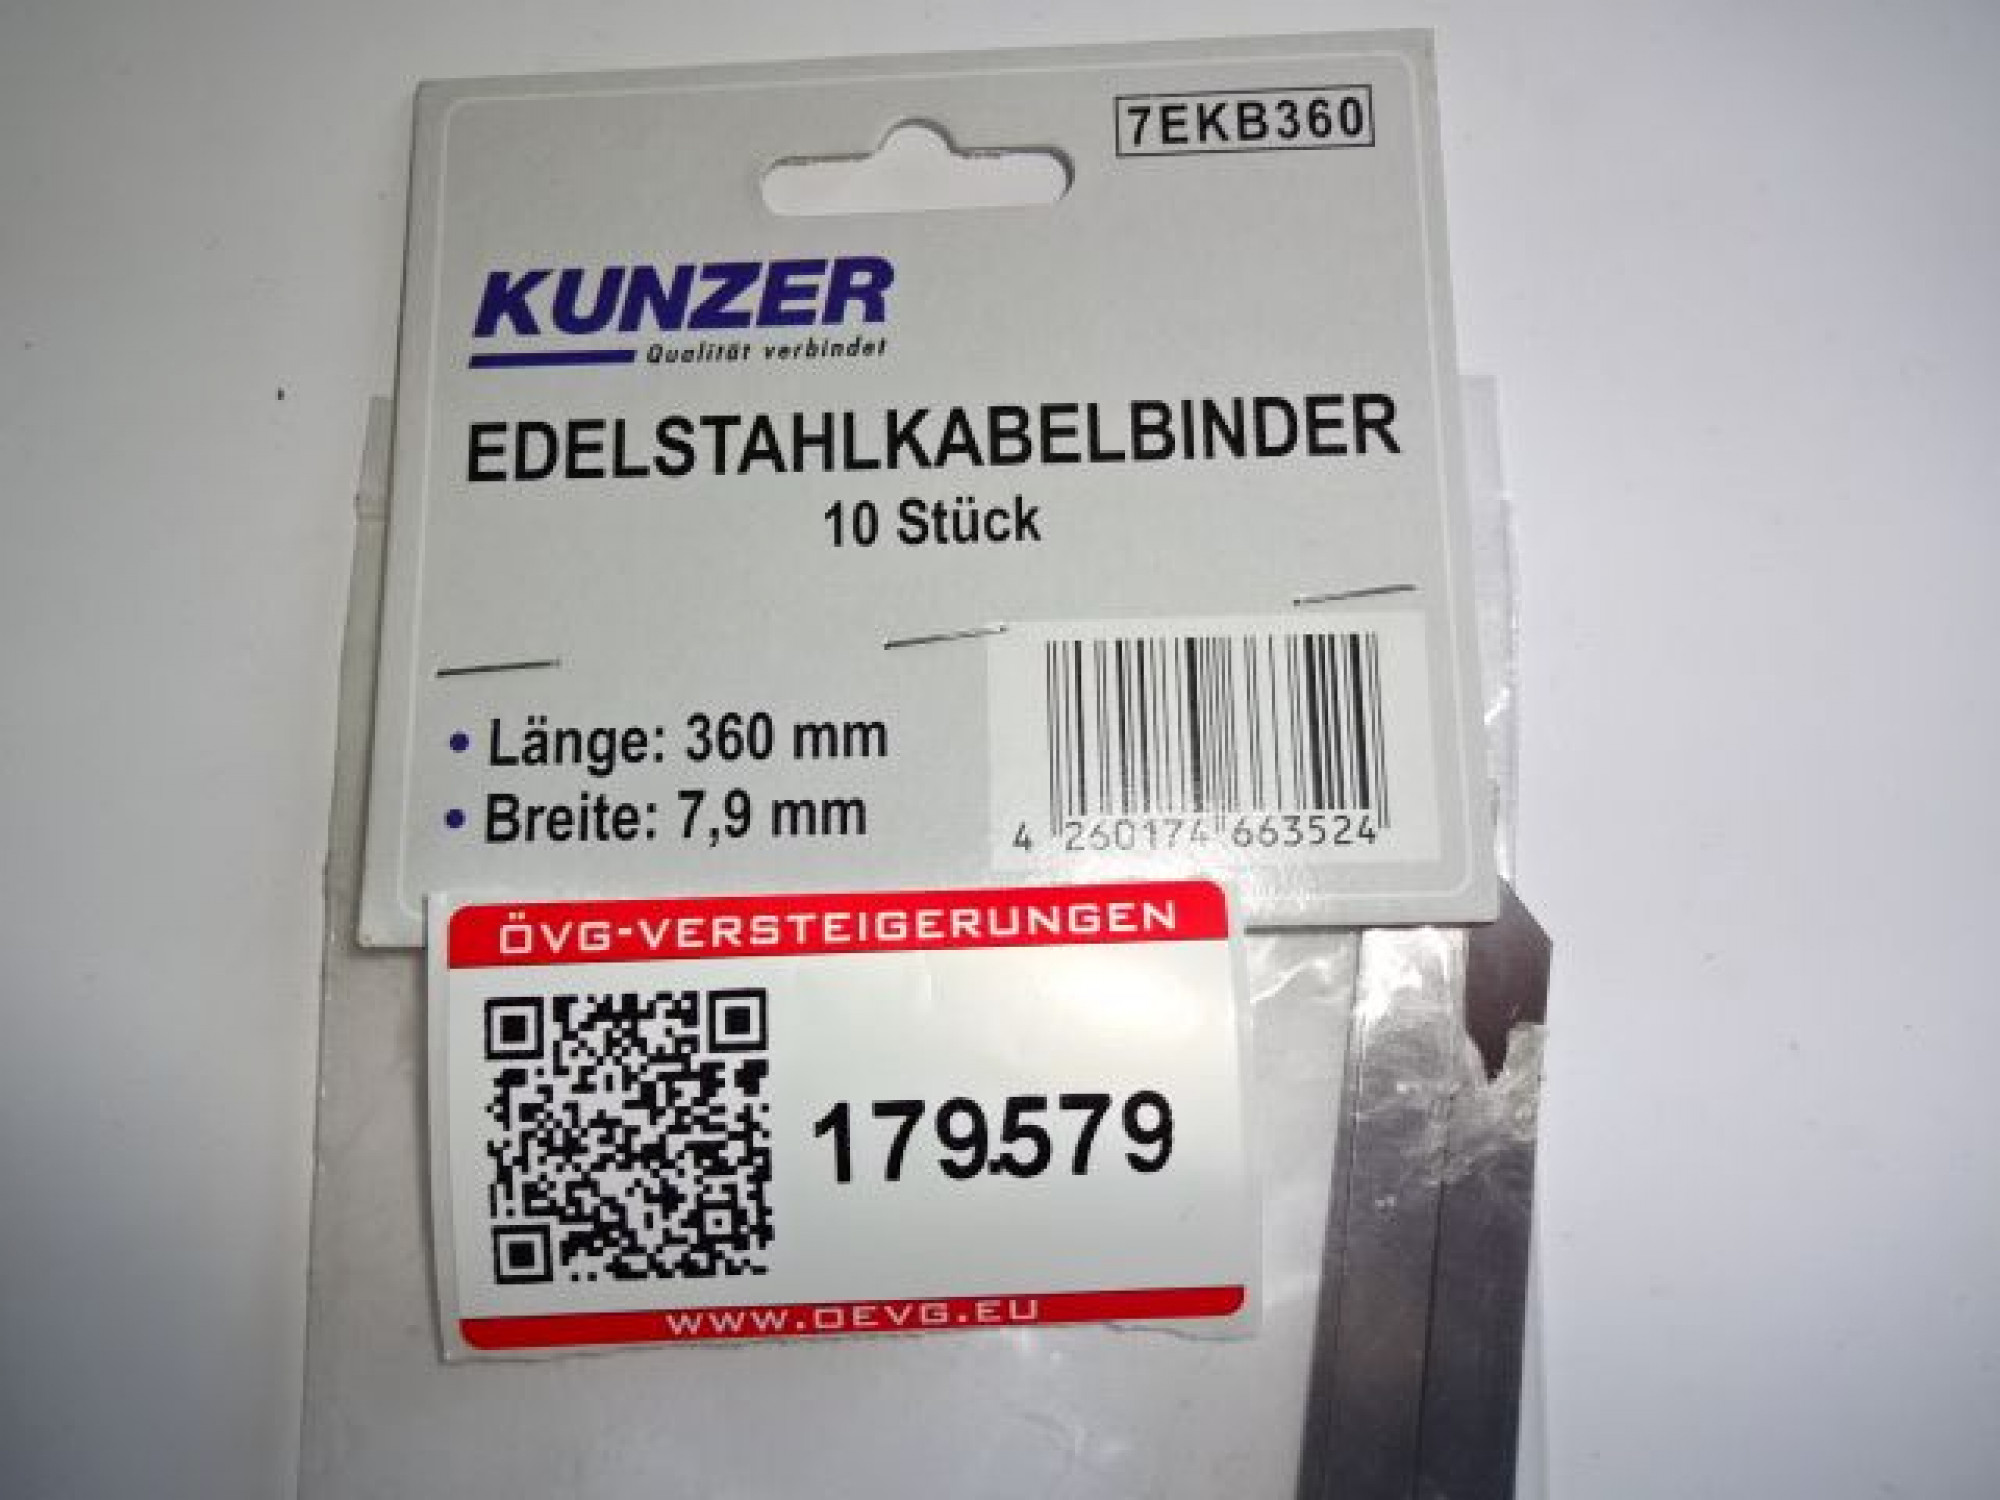 7EKB360
KUNZER
Qualität verbindet
EDELSTAHLKABELBINDER
10 Stück
• Länge: 360 mm
• Breite: 7,9 mm
4 260174 663524
ÖVG-VERSTEIGERUNGEN
179.579
WWW.OEVG.EU